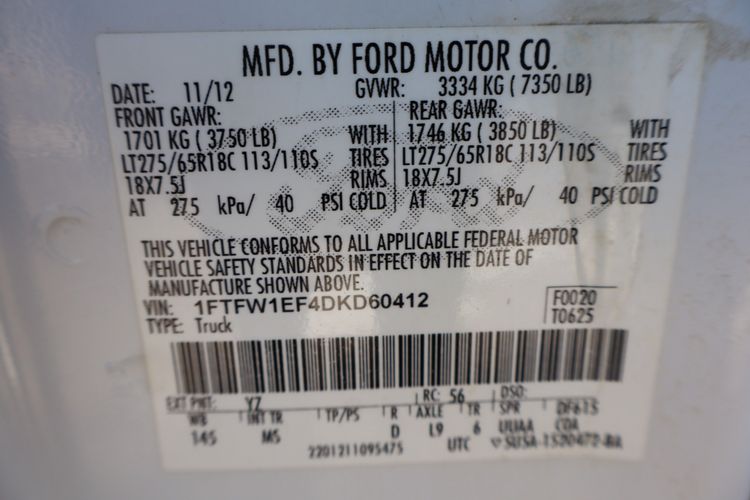 MFD. BY FORD MOTOR CO.
DATE: 11/12 GVWR: 3334 KG ( 7350 LB)
FRONT GAWR: REAR GAWR:
1701 KG ( 3750 LB) WITH 1746 KG ( 3850 LB) WITH
LT275/65R18C 113/110S TIRES LT275/65R18C 113/110S TIRES
18X7.5J RIMS 18X7.5J RIMS
AT 275 kPa/ 40 PSI COLD AT 275 kPa/ 40 PSI COLD
THIS VEHICLE CONFORMS TO ALL APPLICABLE FEDERAL MOTOR
VEHICLE SAFETY STANDARDS IN EFFECT ON THE DATE OF
MANUFACTURE SHOWN ABOVE.
VIN: 1FTFW1EF4DKD60412 F0020
TYPE: Truck T0625
EXT PNT: YZ RC: 56 DSO:
WB INT TR TP/PS R AXLE TR SPR
145 MS D L9 6
2201211095475 UTC